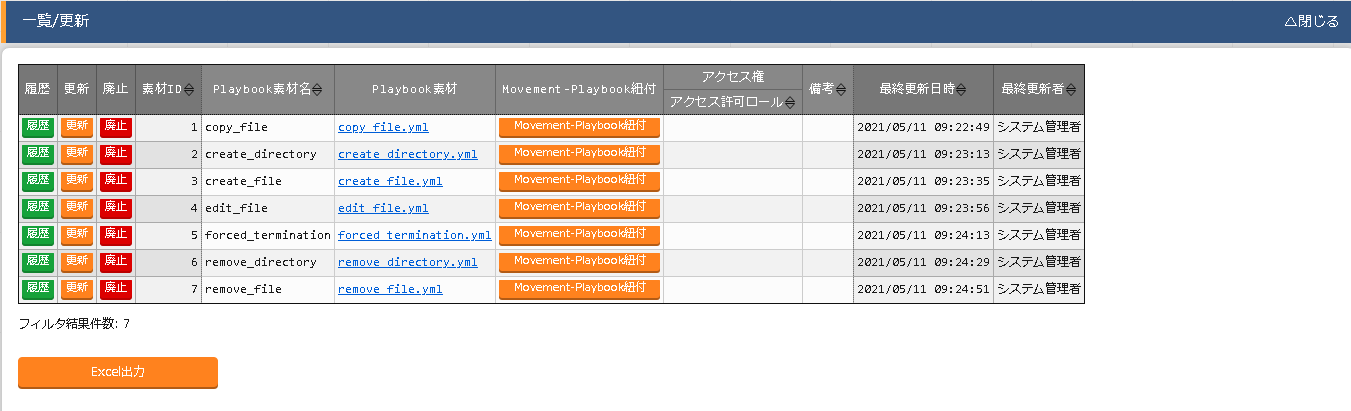 一覧/更新 △閉じる
履歴 更新 廃止 素材ID Playbook素材名 Playbook素材 Movement-Playbook紐付 アクセス権 備考 最終更新日時 最終更新者
アクセス許可ロール
履歴 更新 廃止 1 copy_file copy_file.yml Movement-Playbook紐付 2021/05/11 09:22:49 システム管理者
履歴 更新 廃止 2 create_directory create_directory.yml Movement-Playbook紐付 2021/05/11 09:23:13 システム管理者
履歴 更新 廃止 3 create_file create_file.yml Movement-Playbook紐付 2021/05/11 09:23:35 システム管理者
履歴 更新 廃止 4 edit_file edit_file.yml Movement-Playbook紐付 2021/05/11 09:23:56 システム管理者
履歴 更新 廃止 5 forced_termination forced_termination.yml Movement-Playbook紐付 2021/05/11 09:24:13 システム管理者
履歴 更新 廃止 6 remove_directory remove_directory.yml Movement-Playbook紐付 2021/05/11 09:24:29 システム管理者
履歴 更新 廃止 7 remove_file remove_file.yml Movement-Playbook紐付 2021/05/11 09:24:51 システム管理者
フィルタ結果件数: 7
Excel出力